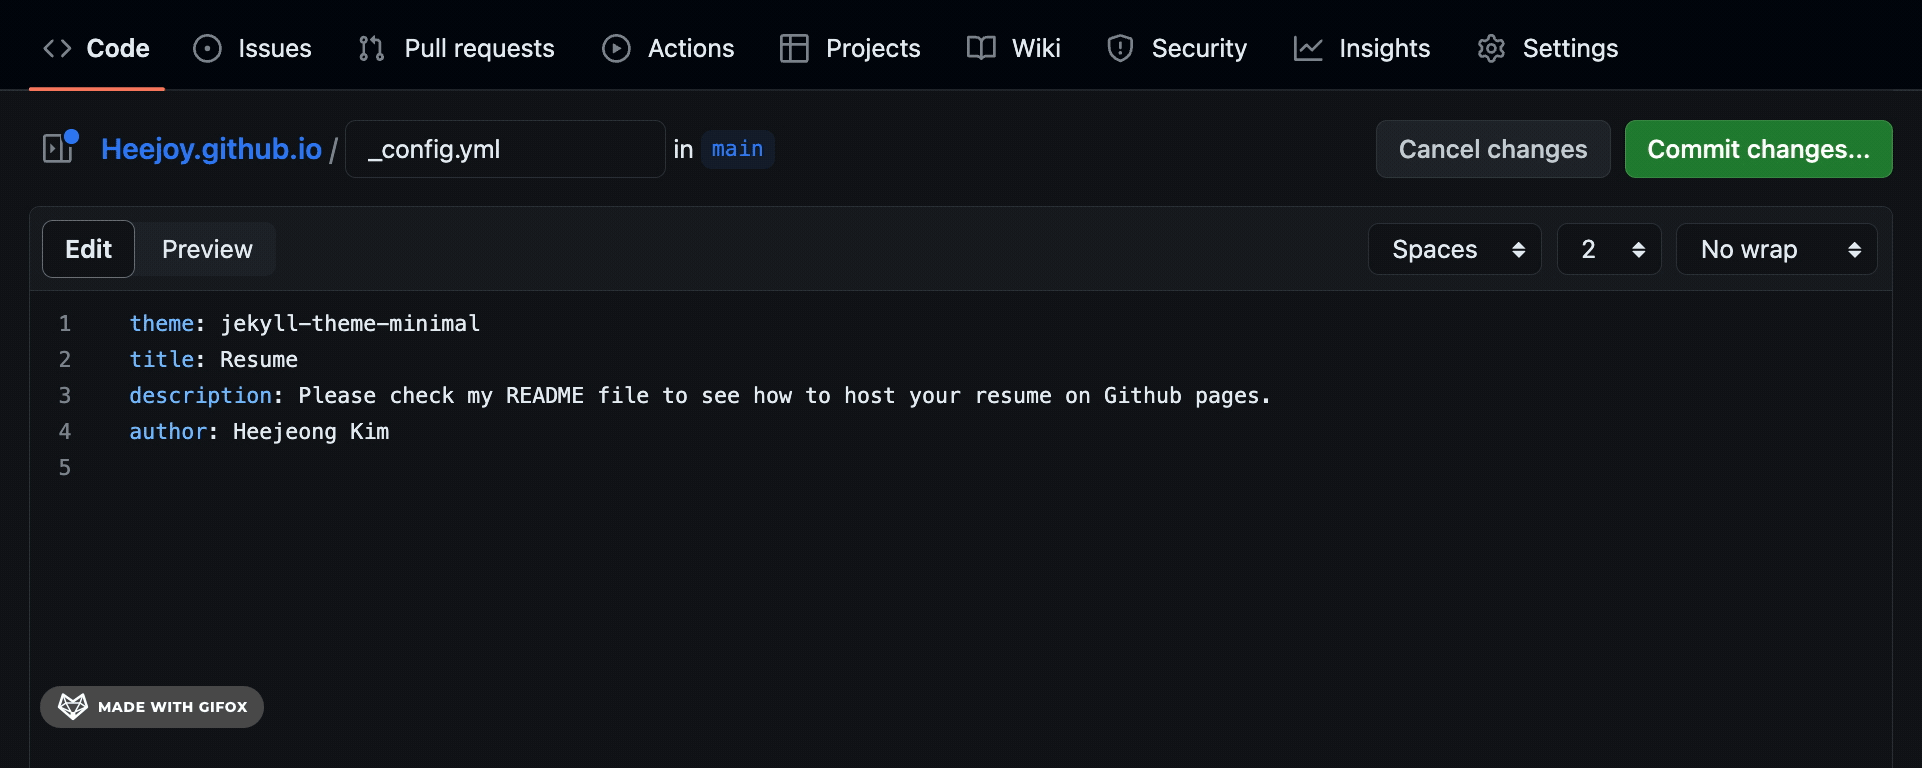 Code Issues Pull requests Actions Projects Wiki Security Insights Settings
Heejoy.github.io / _config.yml in main Cancel changes Commit changes...
Edit Preview Spaces 2 No wrap
1 theme: jekyll-theme-minimal
2 title: Resume
3 description: Please check my README file to see how to host your resume on Github pages.
4 author: Heejeong Kim
5
MADE WITH GIFOX